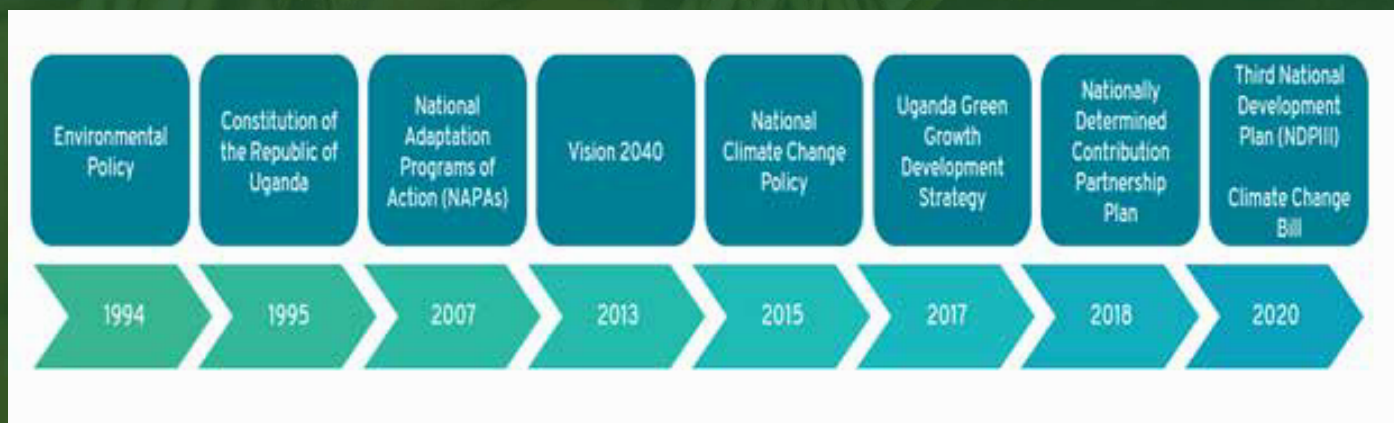 Environmental
Policy
Constitution of
the Republic of
Uganda
National
Adaptation
Programs of
Action (NAPAs)
Vision 2040
National
Climate Change
Policy
Uganda Green
Growth
Development
Strategy
Nationally
Determined
Contribution
Partnership
Plan
Third National
Development
Plan (NDPIII)
Climate Change
Bill
1994
1995
2007
2013
2015
2017
2018
2020